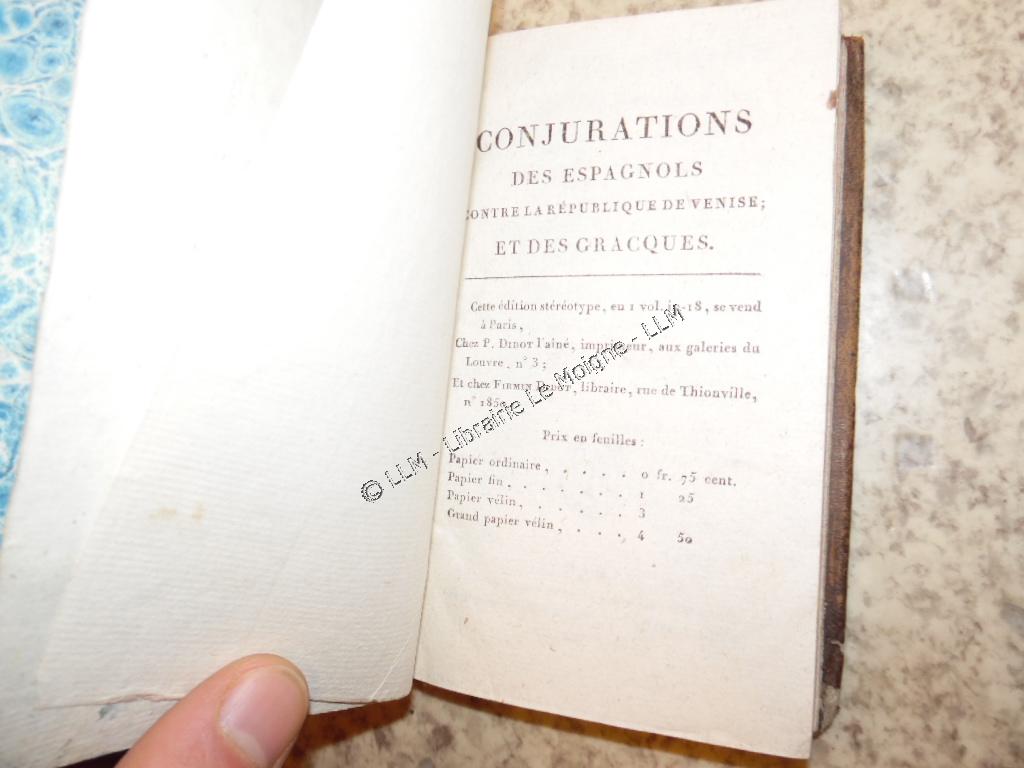 CONJURATIONS
DES ESPAGNOLS
CONTRE LA RÉPUBLIQUE DE VENISE;
ET DES GRACQUES.
Cette édition stéréotype, en 1 vol. in-18, se vend
à Paris,
Chez P. DIDOT l'aîné, imprimeur, aux galeries du
Louvre, n° 3;
Et chez FIRMIN DIDOT, libraire, rue de Thionville,
n°
Prix en feuilles:
Papier ordinaire, . . . . 0 fr. 75 cent.
Papier fin. . . . . . . . 1 25
Papier vélin, . . . . . . 3
Grand papier vélin, . . . . 4 50
© LLM - Librairie Le Moigne - LLM